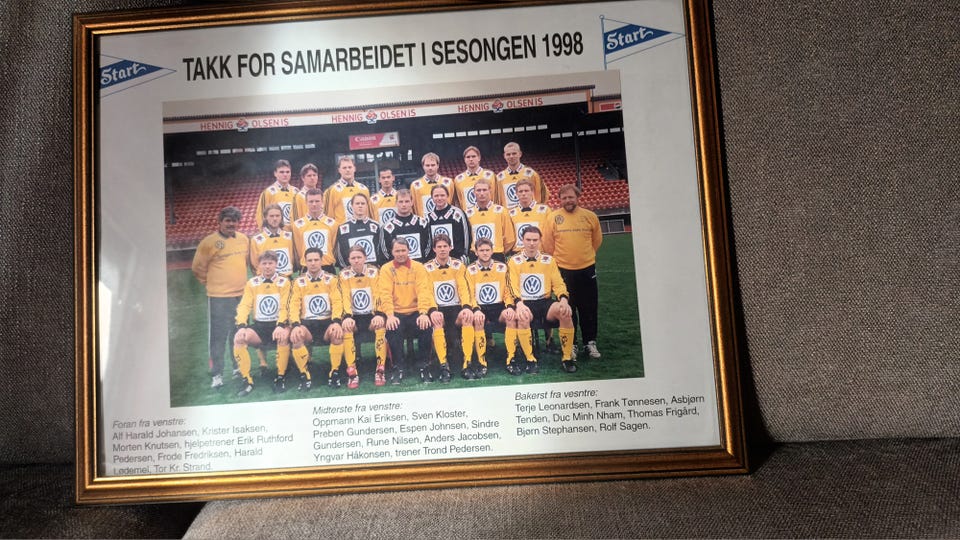 Start
TAKK FOR SAMARBEIDET I SESONGEN 1998
Start
HENNIG OLSEN IS
HENNIG OLSEN IS
HENNIG OLSEN IS
Canon
Foran fra venstre:
Alf Harald Johansen, Krister Isaksen,
Morten Knutsen, hjelpetrener Erik Ruthford
Pedersen, Frode Fredriksen, Harald
Lødemel, Tor Kr. Strand.
Midterste fra venstre:
Oppmann Kai Eriksen, Sven Kloster,
Preben Gundersen, Espen Johnsen, Sindre
Gundersen, Rune Nilsen, Anders Jacobsen,
Yngvar Håkonsen, trener Trond Pedersen.
Bakerst fra vesntre:
Terje Leonardsen, Frank Tønnesen, Asbjørn
Tenden, Duc Minh Nham, Thomas Frigård,
Bjørn Stephansen, Rolf Sagen.